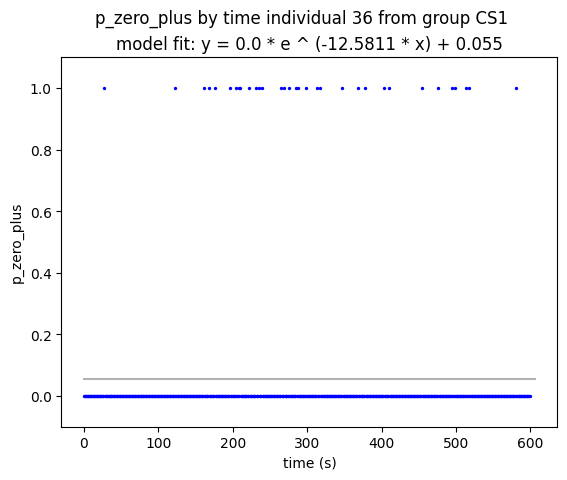 p_zero_plus by time individual 36 from group CS1
model fit: y = 0.0 * e ^ (-12.5811 * x) + 0.055
1.0
0.8
0.6
0.4
0.2
0.0
p_zero_plus
0 100 200 300 400 500 600
time (s)